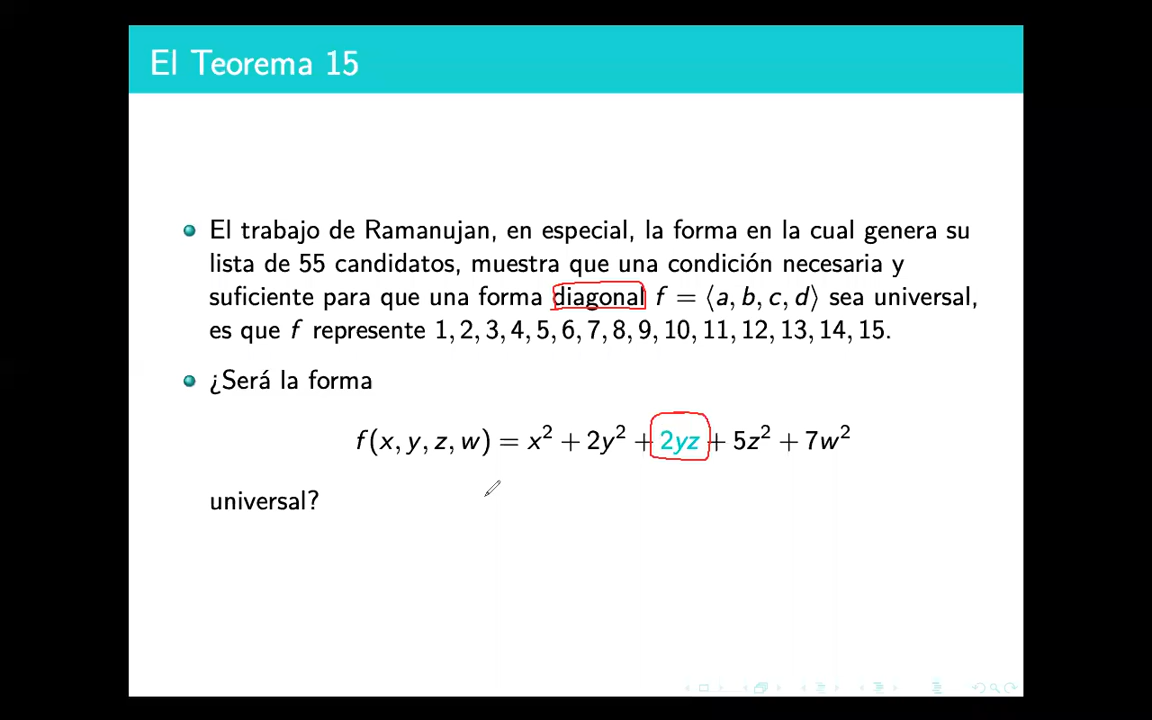 El Teorema 15
El trabajo de Ramanujan, en especial, la forma en la cual genera su
lista de 55 candidatos, muestra que una condición necesaria y
suficiente para que una forma diagonal f = ⟨a, b, c, d⟩ sea universal,
es que f represente 1, 2, 3, 4, 5, 6, 7, 8, 9, 10, 11, 12, 13, 14, 15.
¿Será la forma
f(x, y, z, w) = x² + 2y² + 2yz + 5z² + 7w²
universal?